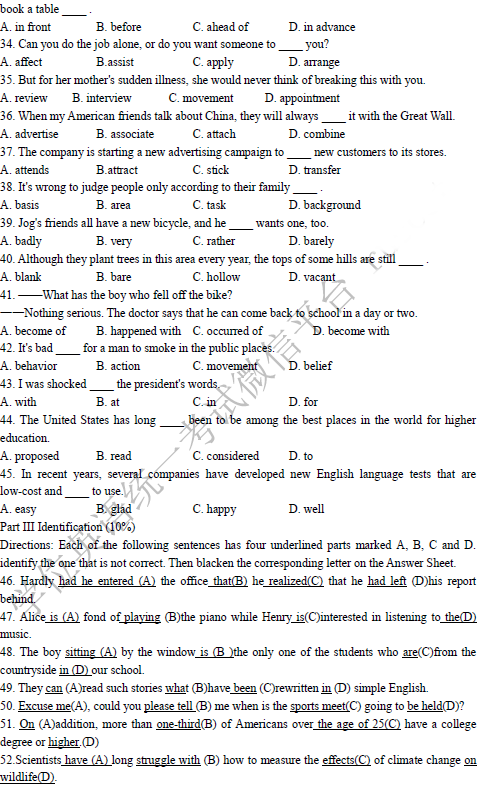 book a table ____ .
A. in front B. before C. ahead of D. in advance
34. Can you do the job alone, or do you want someone to ____ you?
A. affect B.assist C. apply D. arrange
35. But for her mother's sudden illness, she would never think of breaking this with you.
A. review B. interview C. movement D. appointment
36. When my American friends talk about China, they will always ____ it with the Great Wall.
A. advertise B. associate C. attach D. combine
37. The company is starting a new advertising campaign to ____ new customers to its stores.
A. attends B.attract C. stick D. transfer
38. It's wrong to judge people only according to their family ____ .
A. basis B. area C. task D. background
39. Jog's friends all have a new bicycle, and he ____ wants one, too.
A. badly B. very C. rather D. barely
40. Although they plant trees in this area every year, the tops of some hills are still ____ .
A. blank B. bare C. hollow D. vacant
41. ——What has the boy who fell off the bike?
——Nothing serious. The doctor says that he can come back to school in a day or two.
A. become of B. happened with C. occurred of D. become with
42. It's bad ____ for a man to smoke in the public places.
A. behavior B. action C. movement D. belief
43. I was shocked ____ the president's words.
A. with B. at C. in D. for
44. The United States has long ____ been to be among the best places in the world for higher
education.
A. proposed B. read C. considered D. to
45. In recent years, several companies have developed new English language tests that are
low-cost and ____ to use.
A. easy B. glad C. happy D. well
Part III Identification (10%)
Directions: Each of the following sentences has four underlined parts marked A, B, C and D.
identify the one that is not correct. Then blacken the corresponding letter on the Answer Sheet.
46. Hardly had he entered (A) the office that(B) he realized(C) that he had left (D)his report
behind.
47. Alice is (A) fond of playing (B)the piano while Henry is(C)interested in listening to the(D)
music.
48. The boy sitting (A) by the window is (B )the only one of the students who are(C)from the
countryside in (D) our school.
49. They can (A)read such stories what (B)have been (C)rewritten in (D) simple English.
50. Excuse me(A), could you please tell (B) me when is the sports meet(C) going to be held(D)?
51. On (A)addition, more than one-third(B) of Americans over the age of 25(C) have a college
degree or higher.(D)
52.Scientists have (A) long struggle with (B) how to measure the effects(C) of climate change on
wildlife(D).
学位英语统一考试微信平台